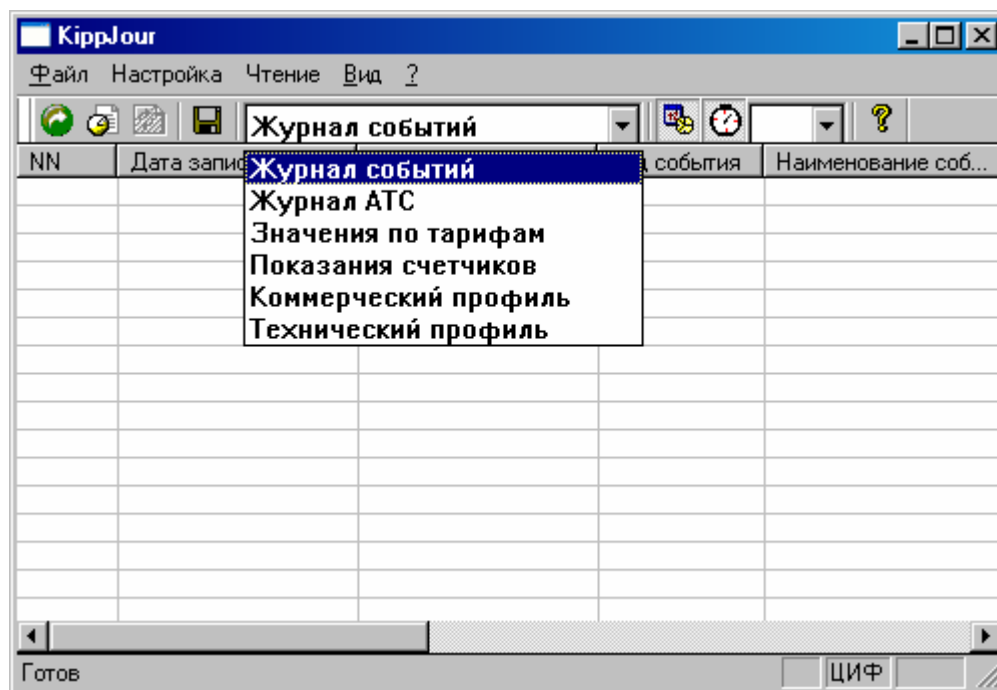 KippJour
Файл Настройка Чтение Вид ?
Журнал событий
NN Дата запис события Наименование соб...
Журнал событий
Журнал АТС
Значения по тарифам
Показания счетчиков
Коммерческий профиль
Технический профиль
Готов ЦИФ